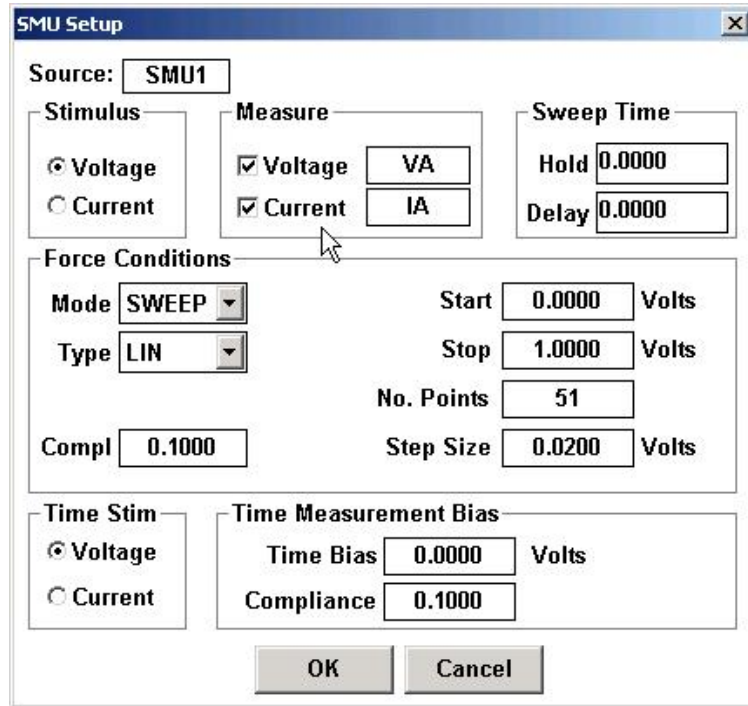 SMU Setup
Source: SMU1
Stimulus
Voltage
Current
Measure
Voltage VA
Current IA
Sweep Time
Hold 0.0000
Delay 0.0000
Force Conditions
Mode SWEEP
Type LIN
Compl 0.1000
Start 0.0000 Volts
Stop 1.0000 Volts
No. Points 51
Step Size 0.0200 Volts
Time Stim
Voltage
Current
Time Measurement Bias
Time Bias 0.0000 Volts
Compliance 0.1000
OK Cancel